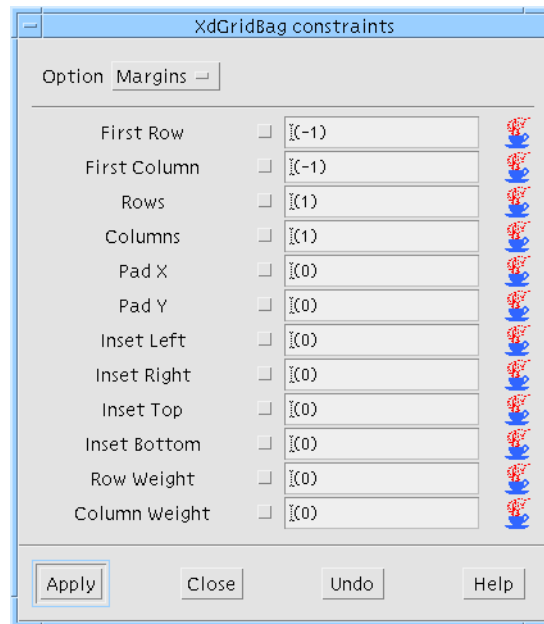 XdGridBag constraints
Option Margins
First Row (-1)
First Column (-1)
Rows (1)
Columns (1)
Pad X (0)
Pad Y (0)
Inset Left (0)
Inset Right (0)
Inset Top (0)
Inset Bottom (0)
Row Weight (0)
Column Weight (0)
Apply Close Undo Help